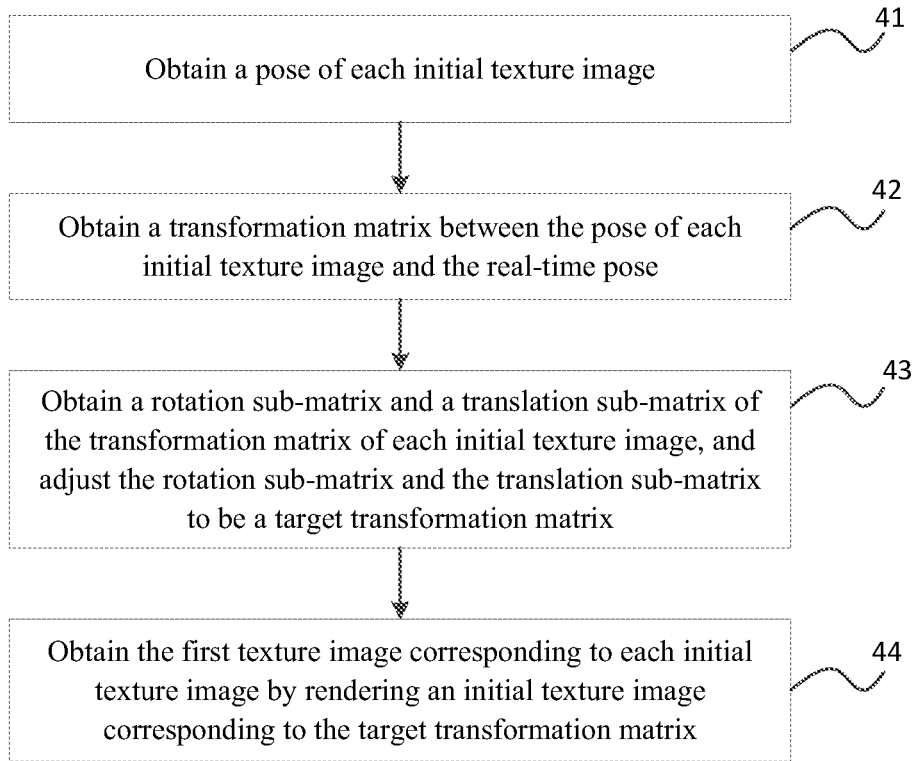 41
Obtain a pose of each initial texture image
42
Obtain a transformation matrix between the pose of each
initial texture image and the real-time pose
43
Obtain a rotation sub-matrix and a translation sub-matrix of
the transformation matrix of each initial texture image, and
adjust the rotation sub-matrix and the translation sub-matrix
to be a target transformation matrix
44
Obtain the first texture image corresponding to each initial
texture image by rendering an initial texture image
corresponding to the target transformation matrix